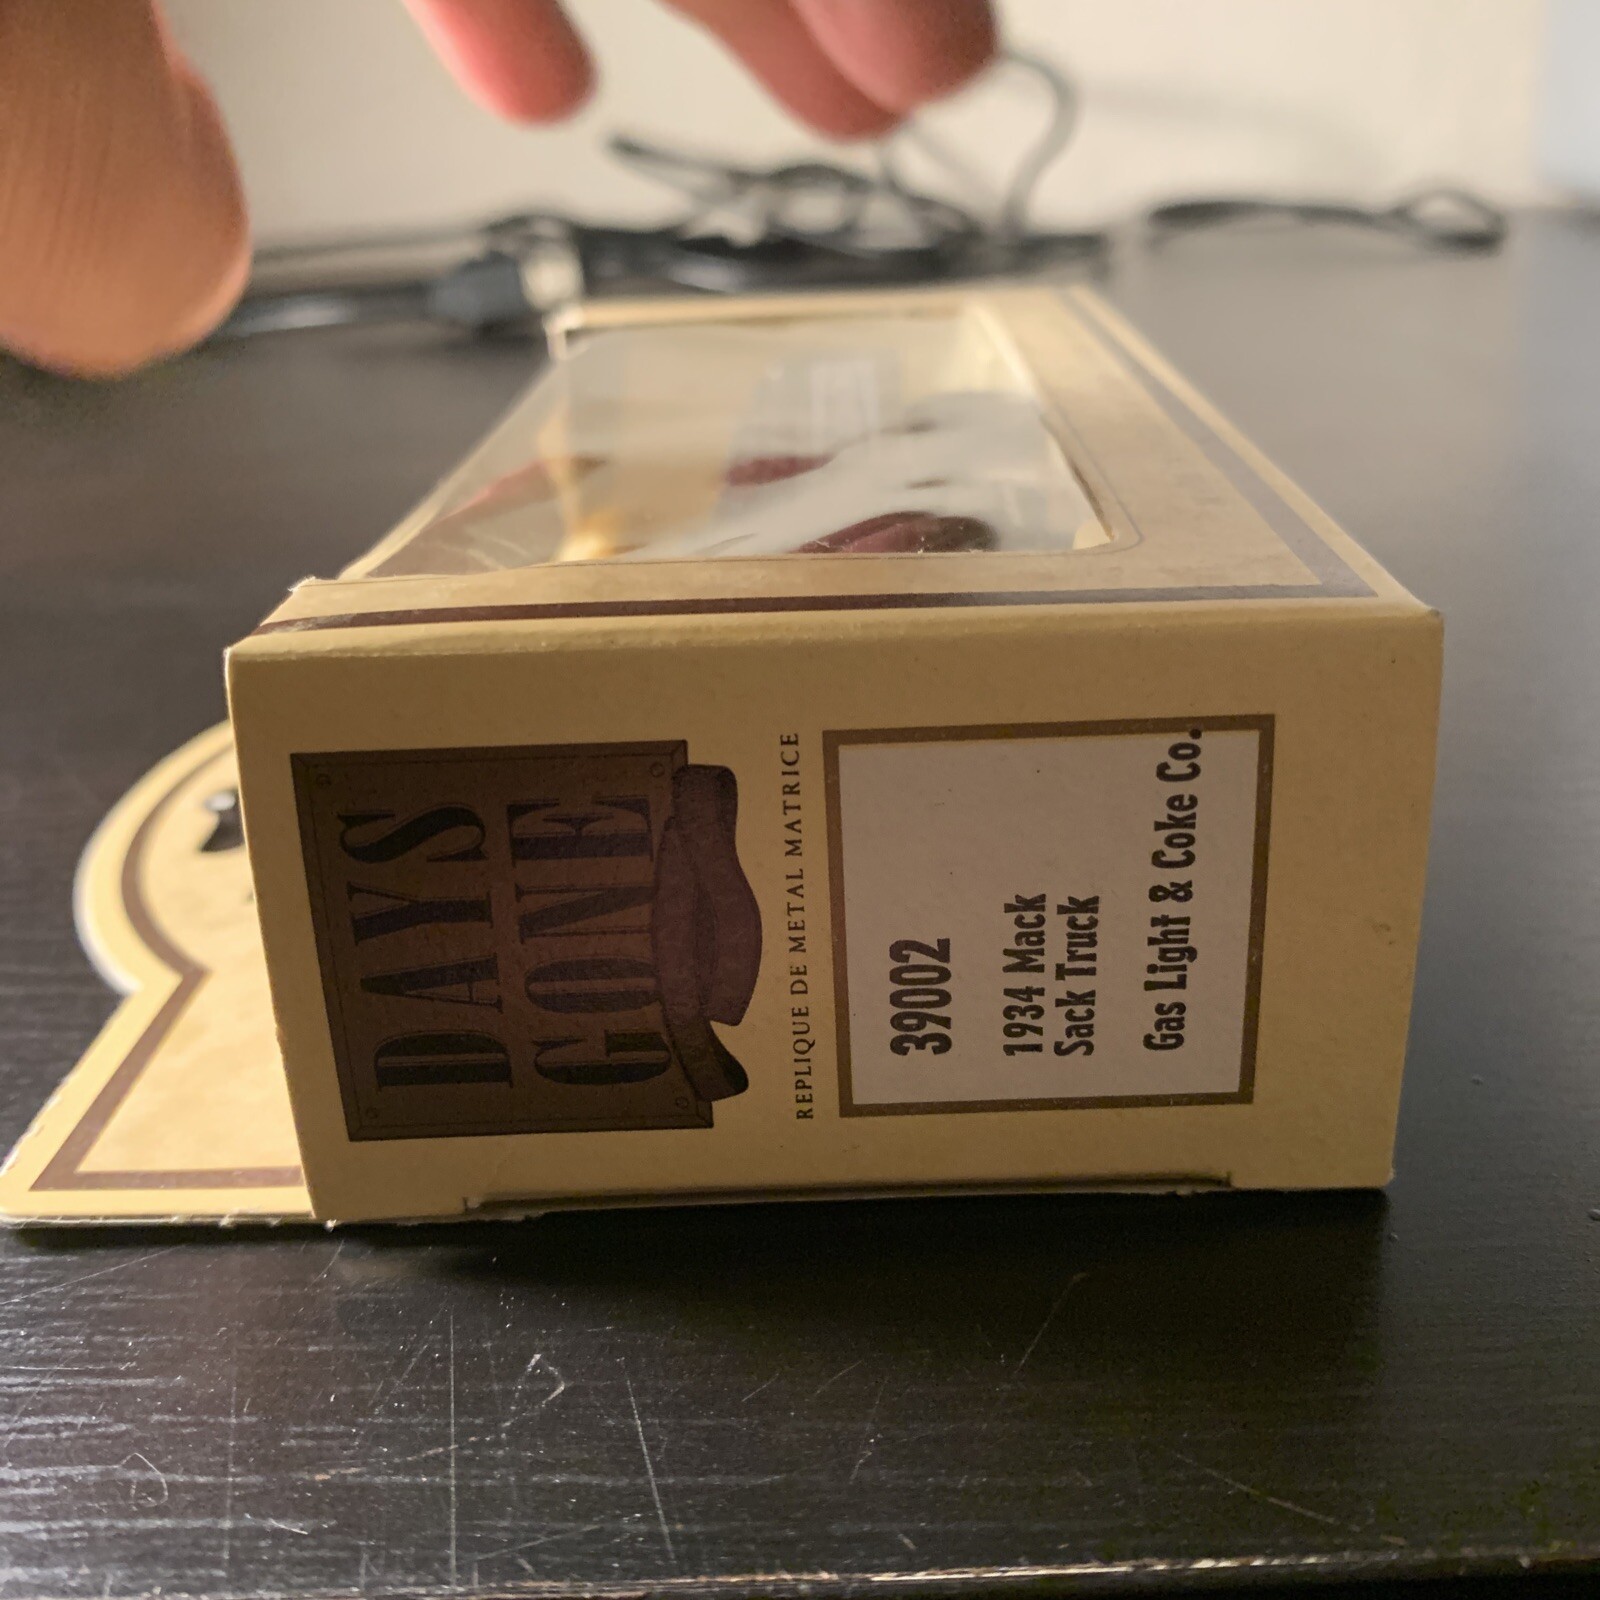 DAYS
GONE
REPLIQUE DE METAL MATRICE
39002
1934 Mack
Sack Truck
Gas Light & Coke Co.